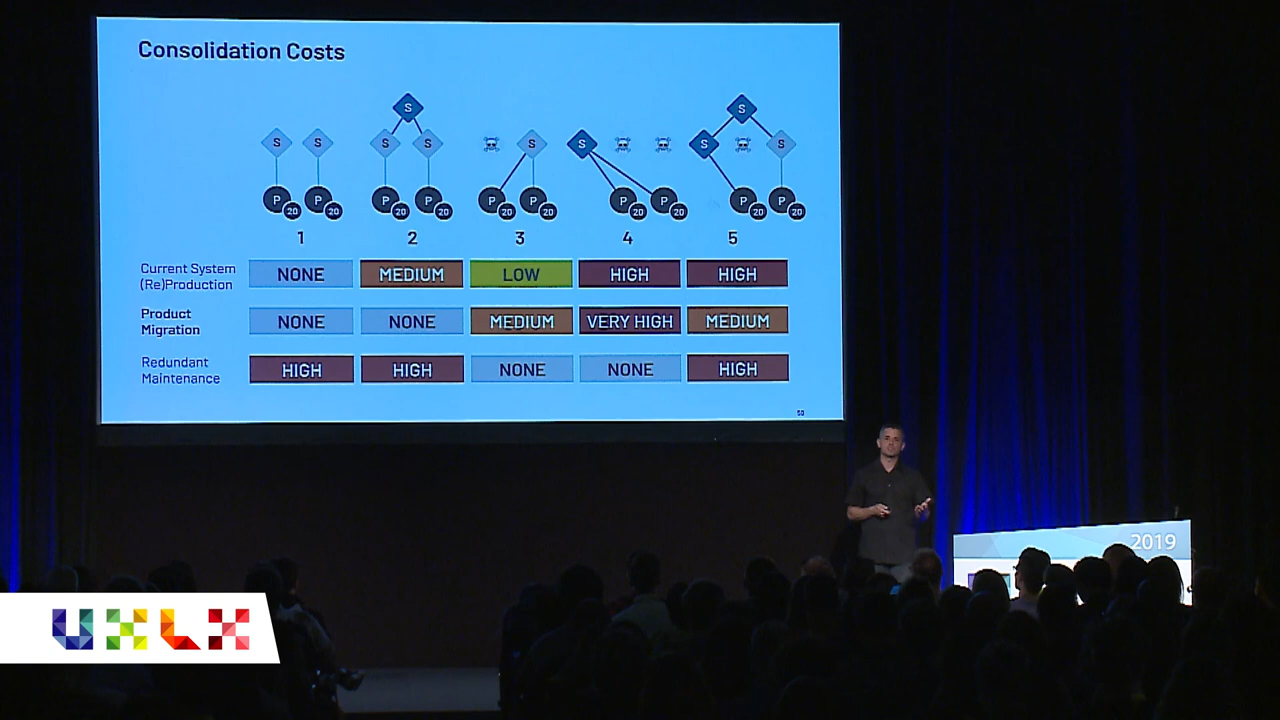 Consolidation Costs
S
S
S S S S S S S S
P 20 P 20 P 20 P 20 P 20 P 20 P 20 P 20 P 20 P 20
1 2 3 4 5
Current System
(Re)Production
NONE MEDIUM LOW HIGH HIGH
Product
Migration
NONE NONE MEDIUM VERY HIGH MEDIUM
Redundant
Maintenance
HIGH HIGH NONE NONE HIGH
50
2019
UXLX